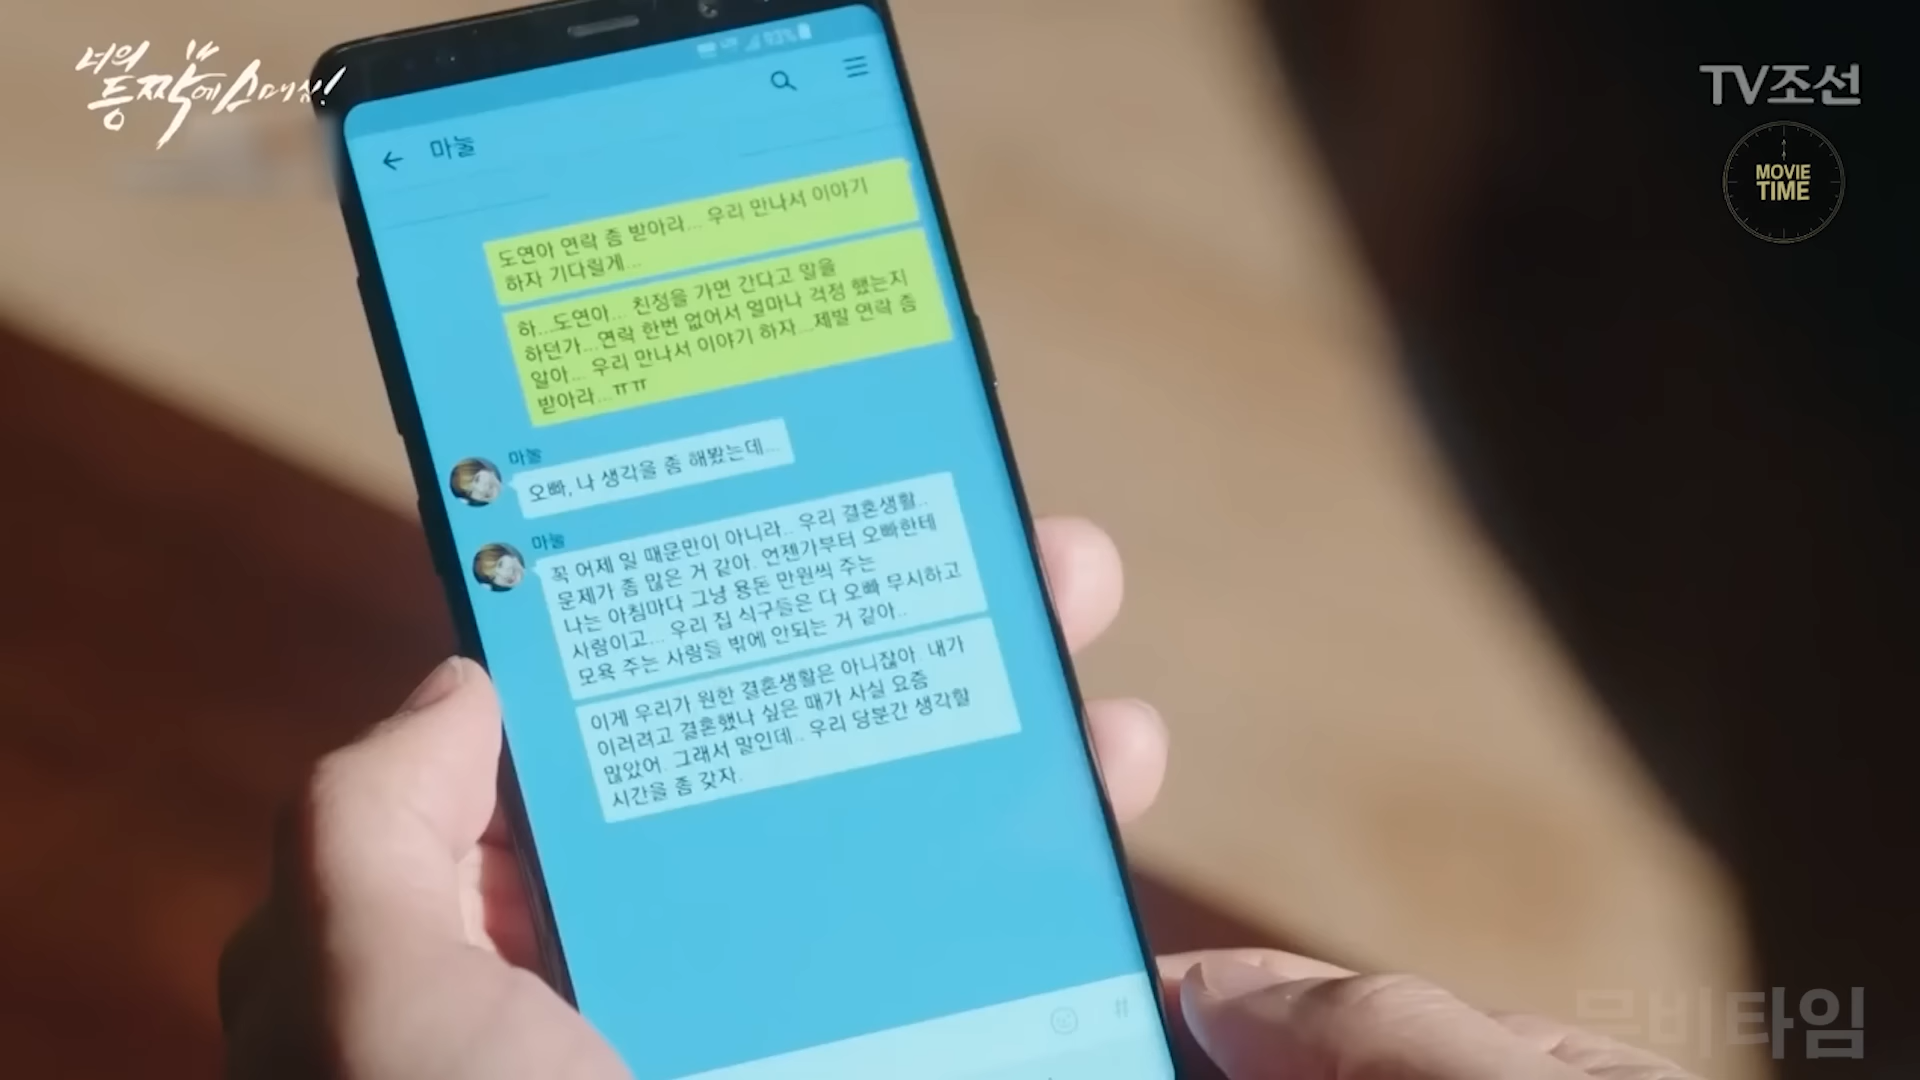 너의
등짝에 스매싱!
TV조선
MOVIE
TIME
93%
마눌
도연아 연락 좀 받아라... 우리 만나서 이야기
하자 기다릴게...
하...도연아... 친정을 가면 간다고 말을
하던가...연락 한번 없어서 얼마나 걱정 했는지
알아... 우리 만나서 이야기 하자...제발 연락 좀
받아라...ㅠㅠ
마눌
오빠, 나 생각을 좀 해봤는데...
마눌
꼭 어제 일 때문만이 아니라.. 우리 결혼생활..
문제가 좀 많은 거 같아. 언젠가부터 오빠한테
나는 아침마다 그냥 용돈 만원씩 주는
사람이고... 우리 집 식구들은 다 오빠 무시하고
모욕 주는 사람들 밖에 안되는 거 같아..
이게 우리가 원한 결혼생활은 아니잖아. 내가
이러려고 결혼했나 싶은 때가 사실 요즘
많았어. 그래서 말인데.. 우리 당분간 생각할
시간을 좀 갖자.
#
무비타임